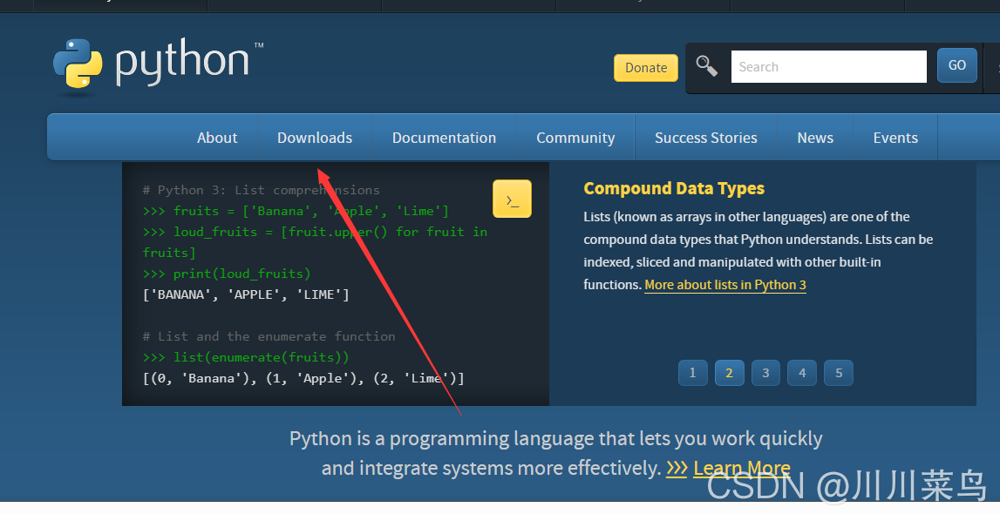 python™
Donate
Search
GO
About Downloads Documentation Community Success Stories News Events
# Python 3: List comprehensions
>>> fruits = ['Banana', 'Apple', 'Lime']
>>> loud_fruits = [fruit.upper() for fruit in
fruits]
>>> print(loud_fruits)
['BANANA', 'APPLE', 'LIME']
# List and the enumerate function
>>> list(enumerate(fruits))
[(0, 'Banana'), (1, 'Apple'), (2, 'Lime')]
>_
Compound Data Types
Lists (known as arrays in other languages) are one of the
compound data types that Python understands. Lists can be
indexed, sliced and manipulated with other built-in
functions. More about lists in Python 3
1 2 3 4 5
Python is a programming language that lets you work quickly
and integrate systems more effectively. >>> Learn More
CSDN @川川菜鸟